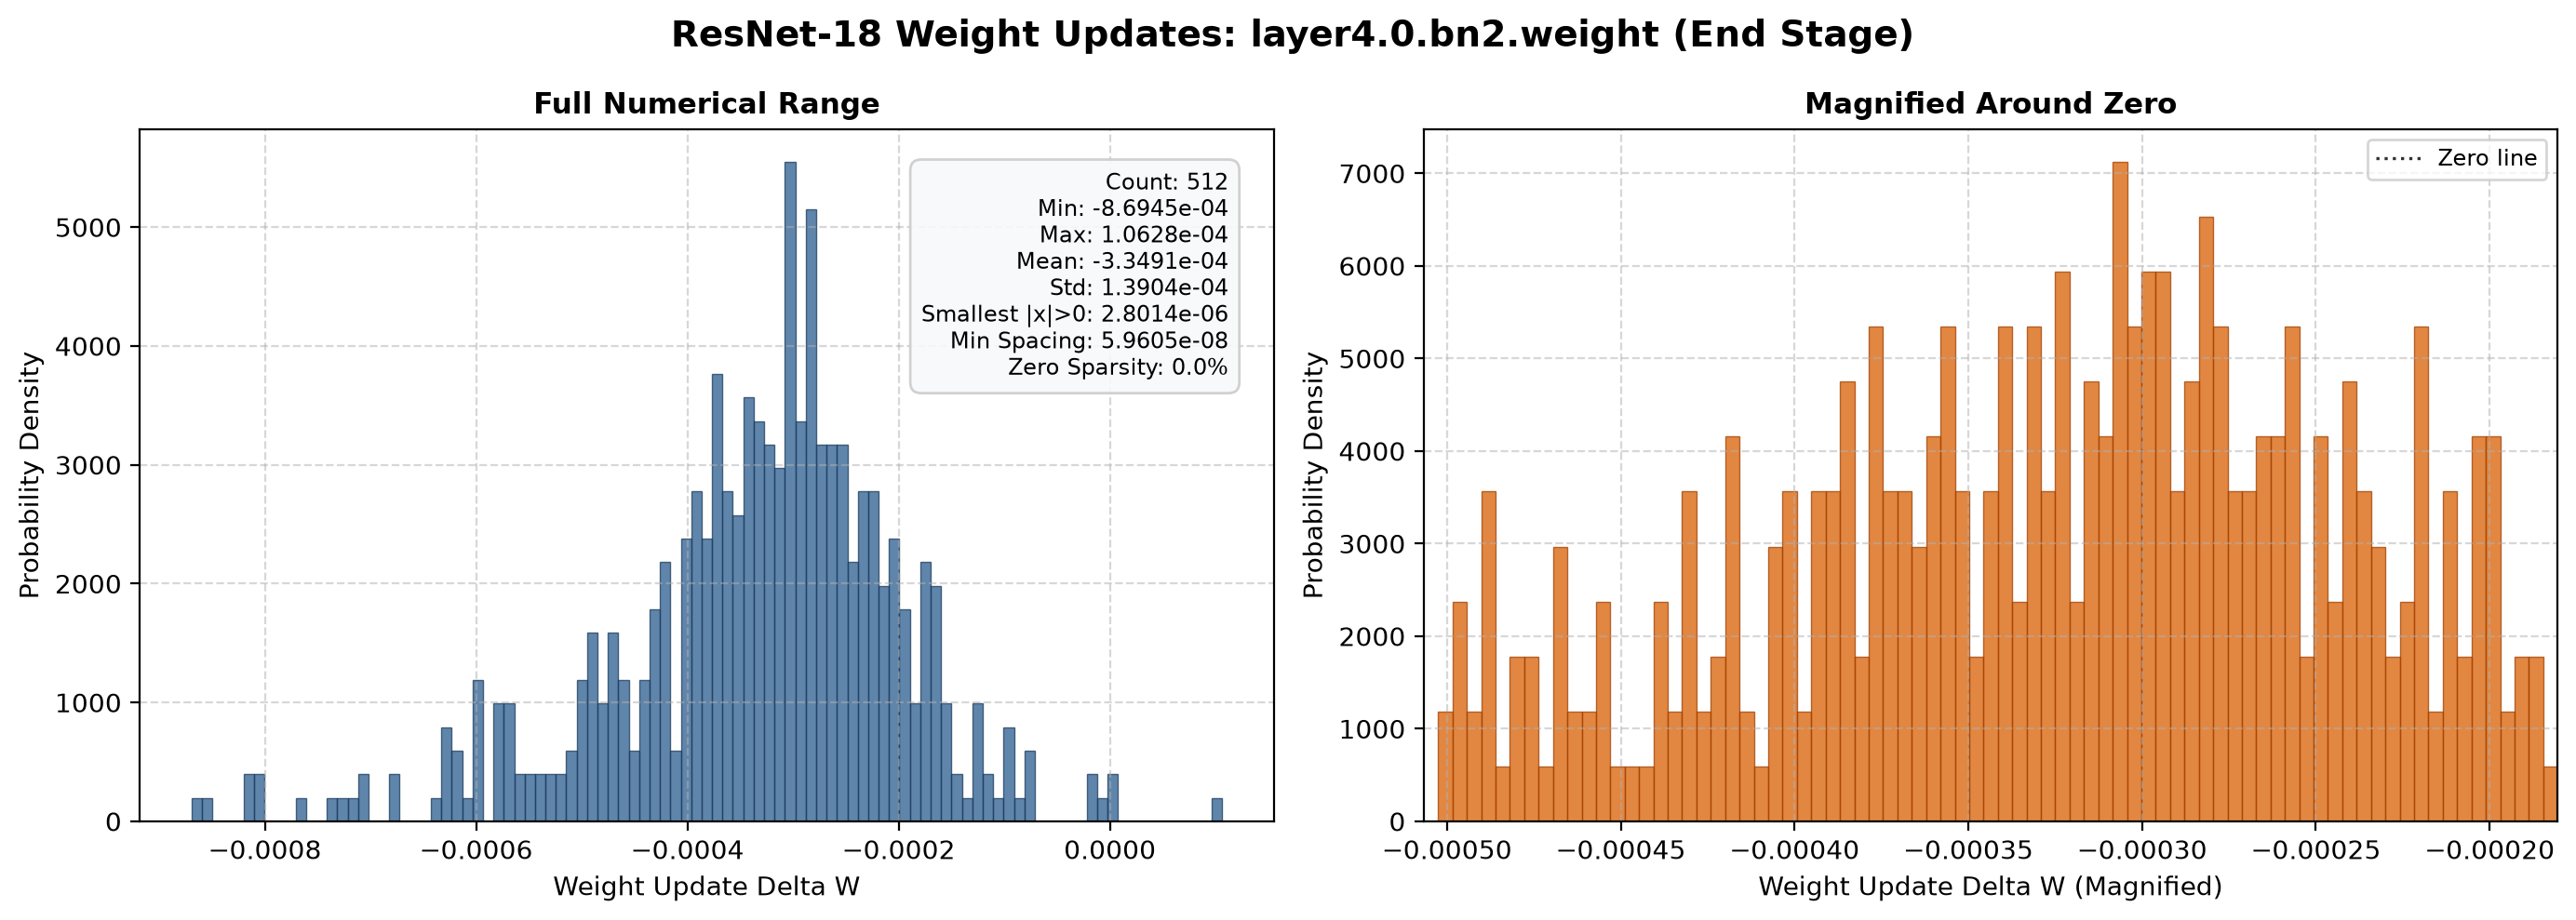 ResNet-18 Weight Updates: layer4.0.bn2.weight (End Stage)
Full Numerical Range
Count: 512
Min: -8.6945e-04
Max: 1.0628e-04
Mean: -3.3491e-04
Std: 1.3904e-04
Smallest |x|>0: 2.8014e-06
Min Spacing: 5.9605e-08
Zero Sparsity: 0.0%
Probability Density
5000
4000
3000
2000
1000
0
−0.0008 −0.0006 −0.0004 −0.0002 0.0000
Weight Update Delta W
Magnified Around Zero
Zero line
Probability Density
7000
6000
5000
4000
3000
2000
1000
0
−0.00050 −0.00045 −0.00040 −0.00035 −0.00030 −0.00025 −0.00020
Weight Update Delta W (Magnified)